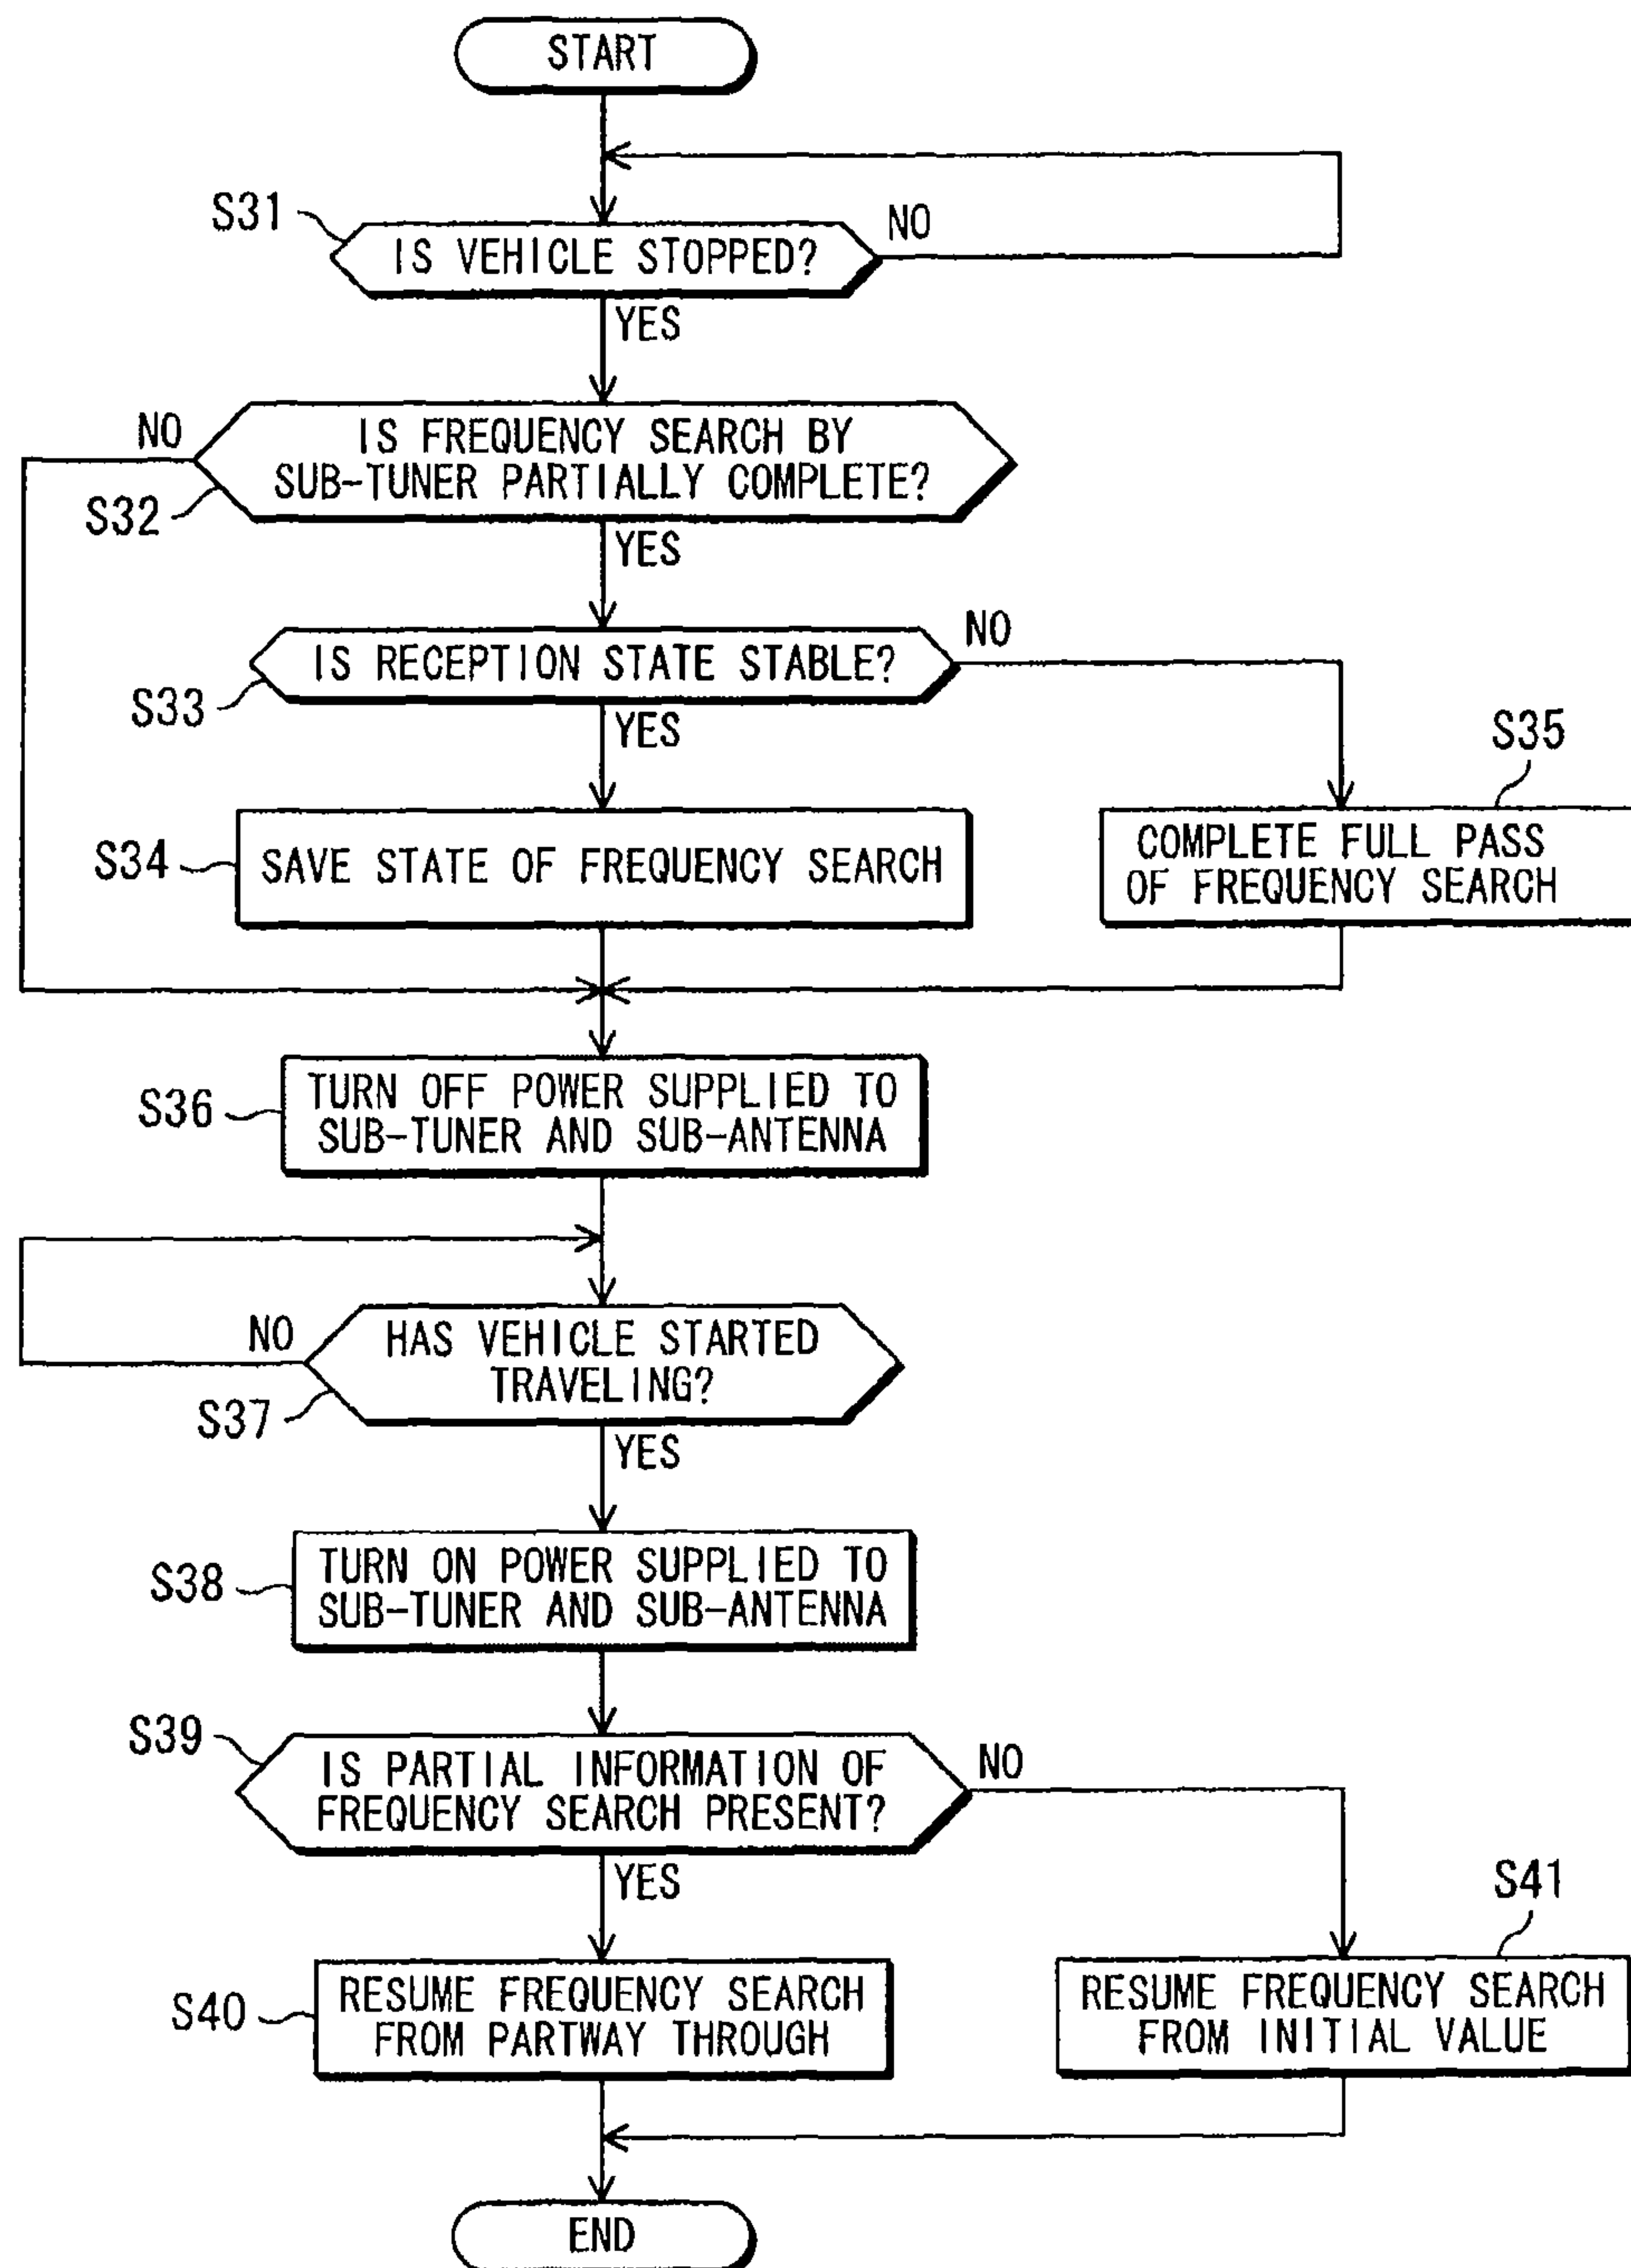 START
S31
IS VEHICLE STOPPED?
NO
YES
NO
IS FREQUENCY SEARCH BY
SUB-TUNER PARTIALLY COMPLETE?
S32
YES
IS RECEPTION STATE STABLE?
NO
S33
YES
S35
S34
SAVE STATE OF FREQUENCY SEARCH
COMPLETE FULL PASS
OF FREQUENCY SEARCH
S36
TURN OFF POWER SUPPLIED TO
SUB-TUNER AND SUB-ANTENNA
NO
HAS VEHICLE STARTED
TRAVELING?
S37
YES
S38
TURN ON POWER SUPPLIED TO
SUB-TUNER AND SUB-ANTENNA
S39
IS PARTIAL INFORMATION OF
FREQUENCY SEARCH PRESENT?
NO
YES
S41
S40
RESUME FREQUENCY SEARCH
FROM PARTWAY THROUGH
RESUME FREQUENCY SEARCH
FROM INITIAL VALUE
END